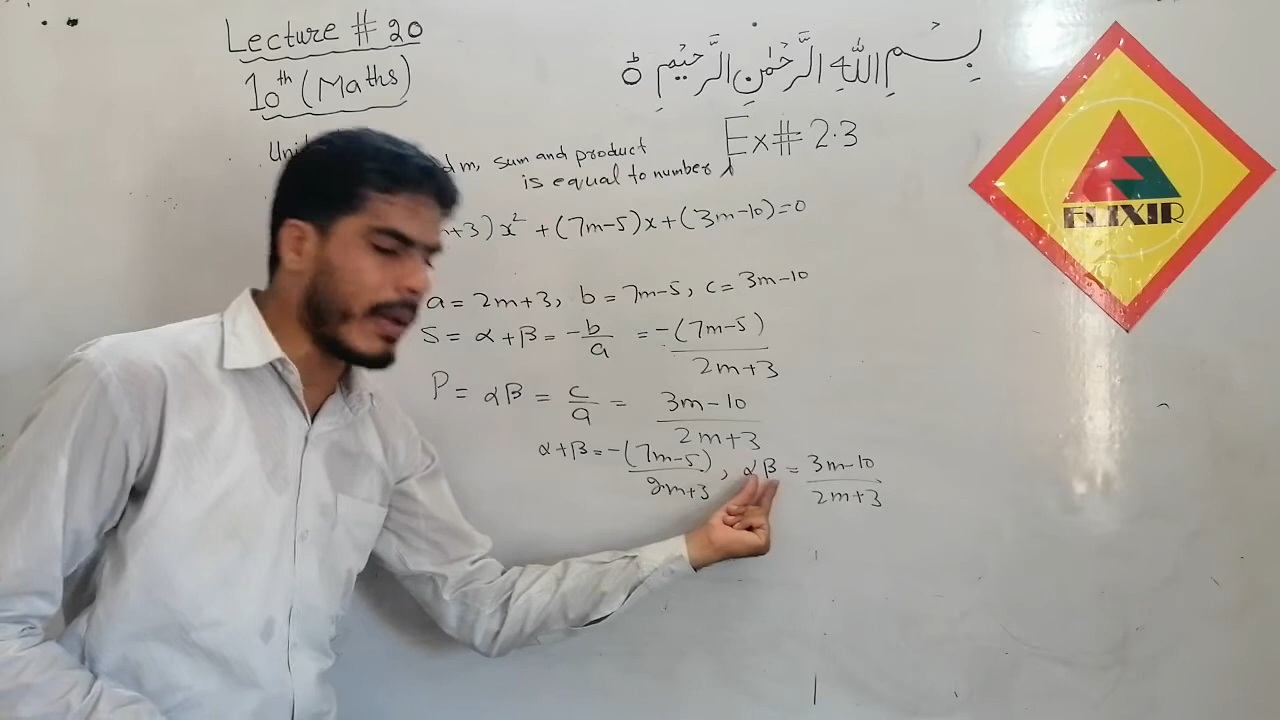 Lecture # 20
10th (Maths)
بِسْمِ اللّٰهِ الرَّحْمٰنِ الرَّحِيْمِ ط
Ex# 2.3
ELIXIR
m, sum and product
is equal to number λ
+3)x² + (7m-5)x + (3m-10)=0
a = 2m+3, b = 7m-5, c = 3m-10
S = α+β = -b/a = -(7m-5)/2m+3
P = αβ = c/a = 3m-10/2m+3
α+β = -(7m-5)/2m+3, αβ = 3m-10/2m+3